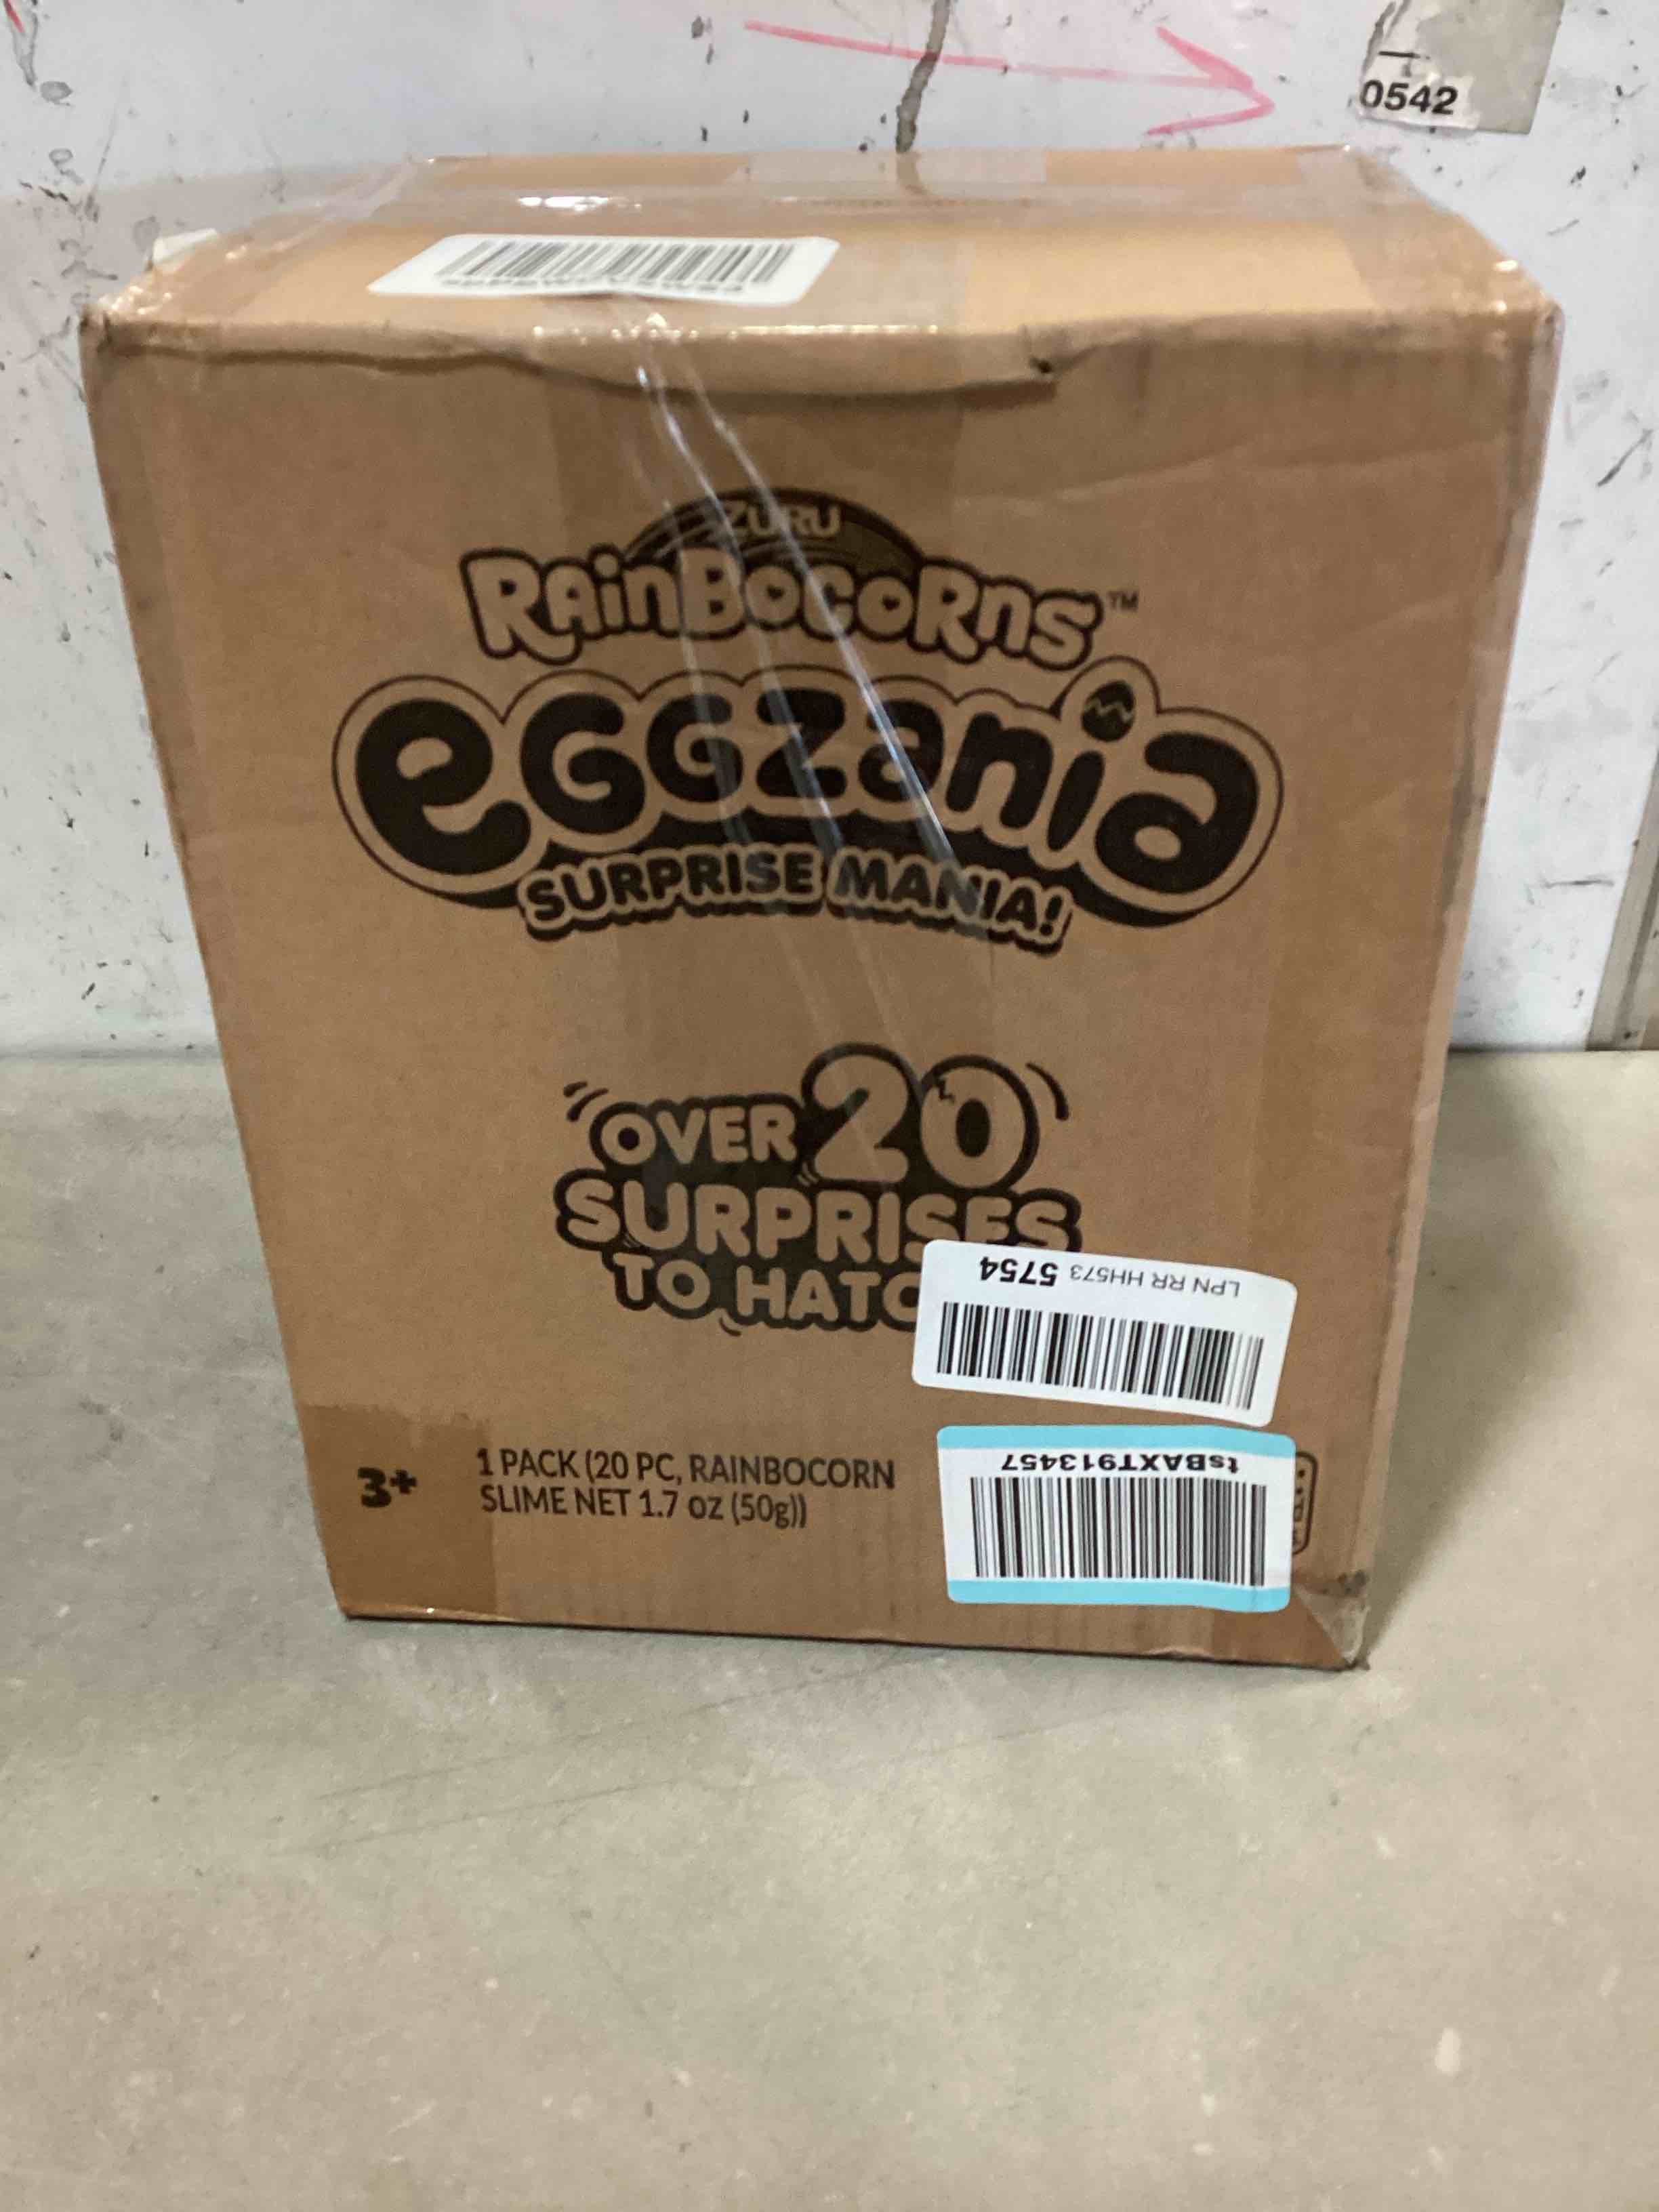 0542
ZURU
RAinBocoRns™
eGGzania
SURPRISE MANIA!
OVER 20
SURPRISES
TO HATC
LPN RR HH573 5754
tsBAXT913457
3+
1 PACK (20 PC, RAINBOCORN
SLIME NET 1.7 oz (50g))